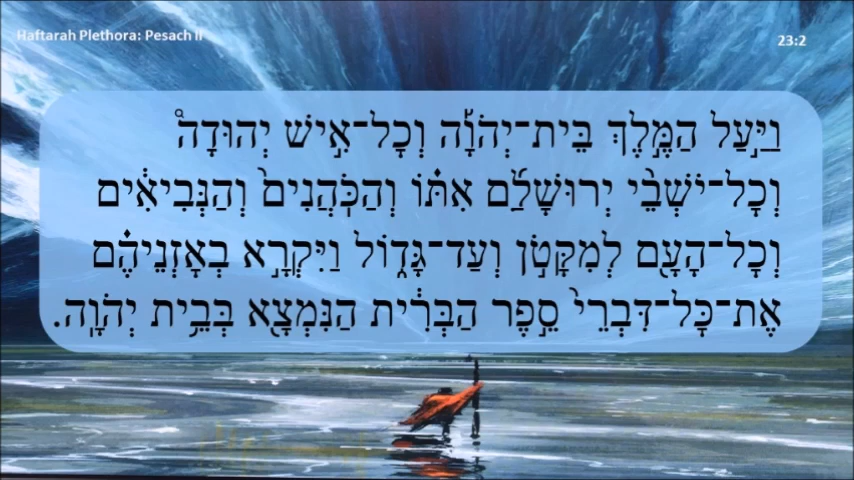 Haftarah Plethora: Pesach II
23:2
וַיַּ֣עַל הַמֶּ֣לֶךְ בֵּית־יְהֹוָ֡ה וְכׇל־אִ֣ישׁ יְהוּדָה֩
וְכׇל־יֹשְׁבֵ֨י יְרוּשָׁלַ֜͏ִם אִתּ֗וֹ וְהַכֹּֽהֲנִים֙ וְהַנְּבִיאִ֔ים
וְכׇל־הָעָ֖ם לְמִקָּטֹ֣ן וְעַד־גָּד֑וֹל וַיִּקְרָ֣א בְאׇזְנֵיהֶ֗ם
אֶת־כׇּל־דִּבְרֵי֙ סֵ֣פֶר הַבְּרִ֔ית הַנִּמְצָ֖א בְּבֵ֥ית יְהֹוָֽה.